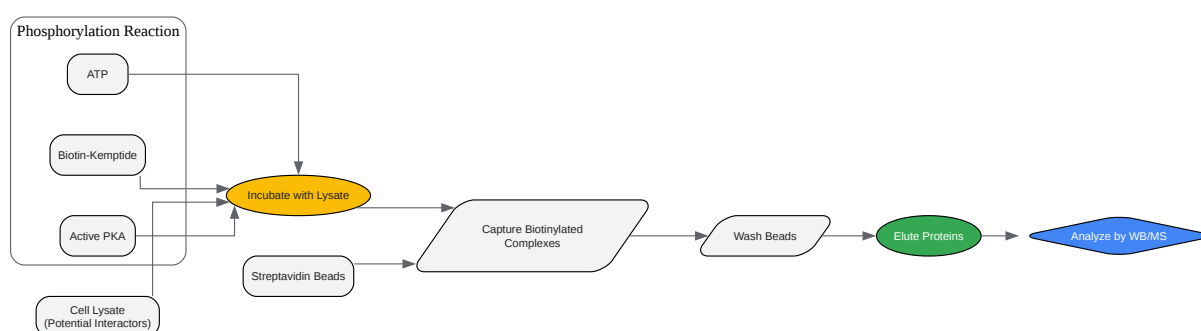 Phosphorylation Reaction
ATP
Biotin-Kemptide
Active PKA
Cell Lysate
(Potential Interactors)
Incubate with Lysate
Streptavidin Beads
Capture Biotinylated
Complexes
Wash Beads
Elute Proteins
Analyze by WB/MS